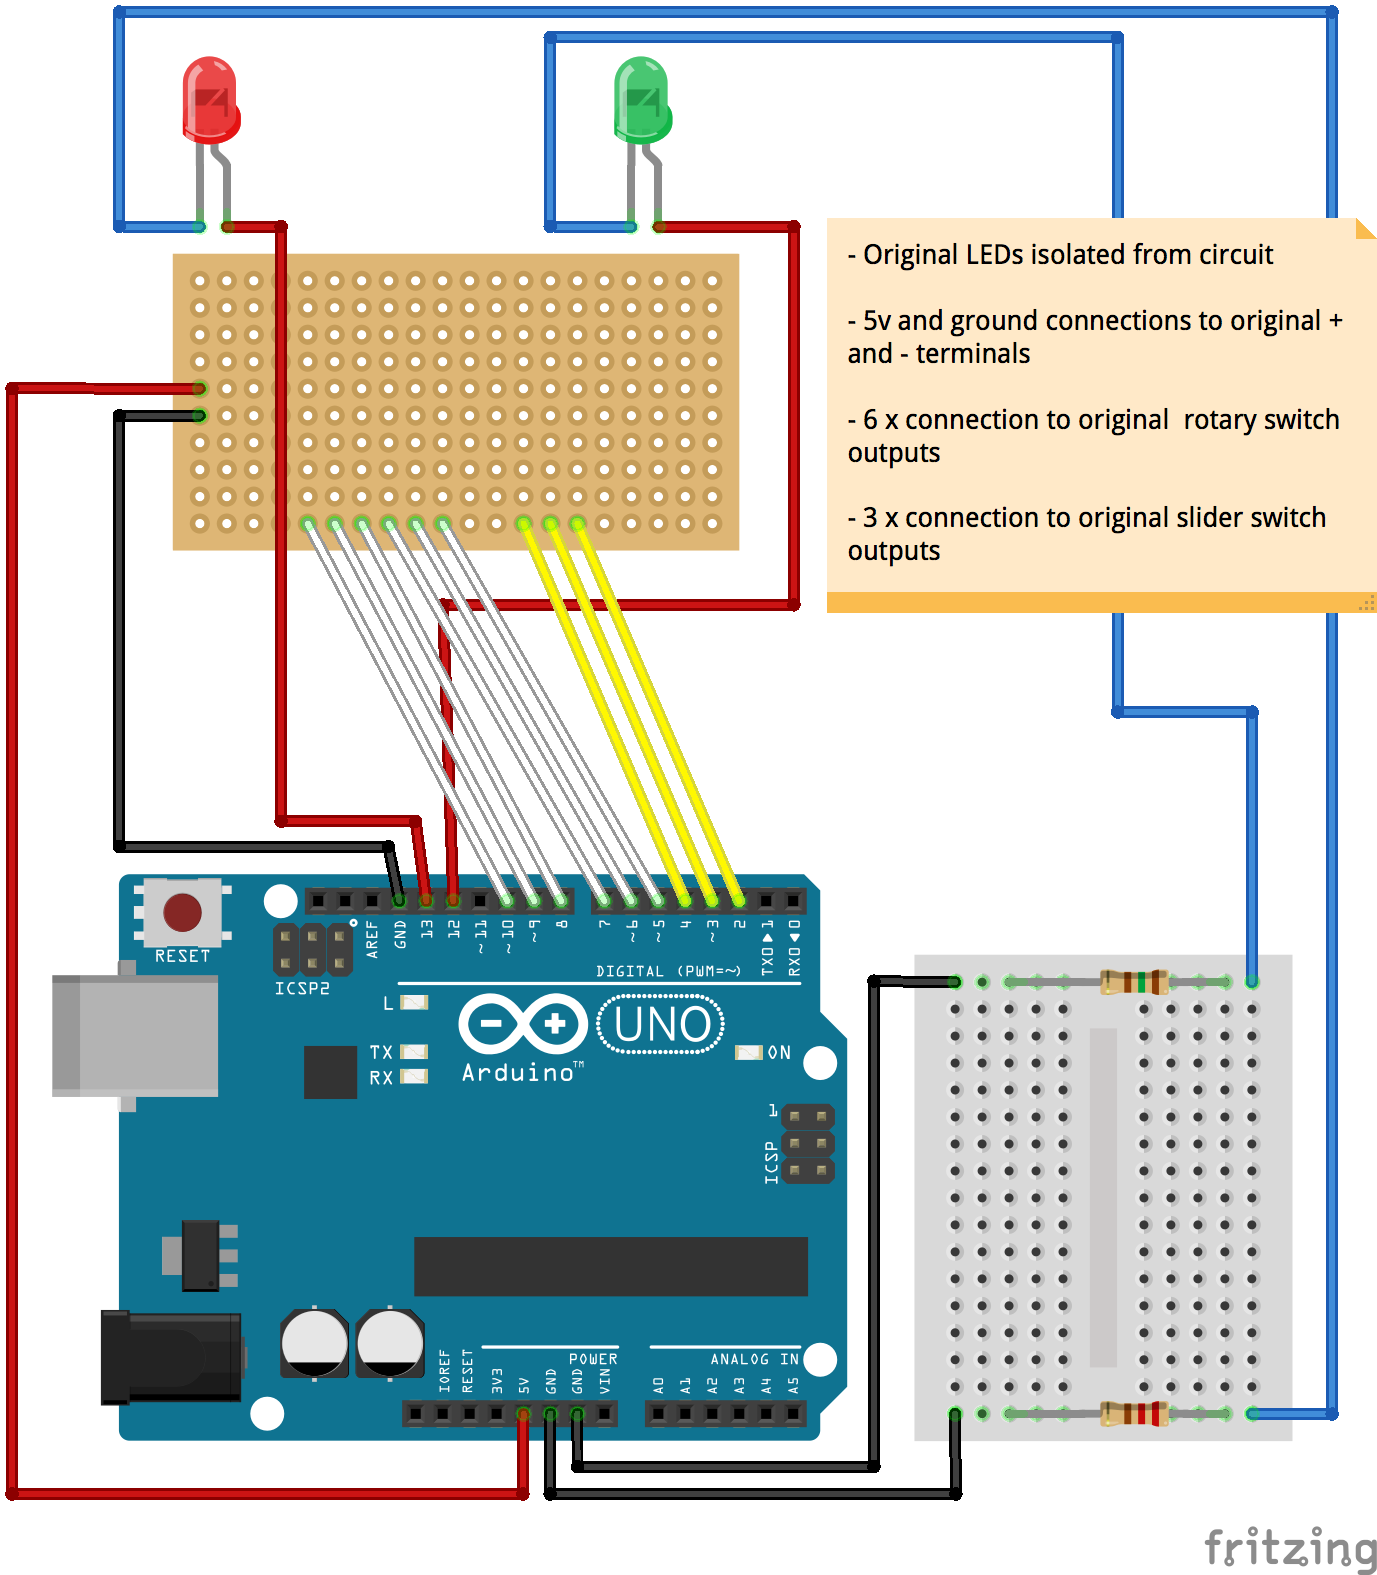 - Original LEDs isolated from circuit
- 5v and ground connections to original +
and - terminals
- 6 x connection to original  rotary switch
outputs
- 3 x connection to original slider switch
outputs
RESET
ICSP2
AREF
GND
13
12
~11
~10
~9
8
7
~6
~5
4
~3
2
TX0▶1
RX0◀0
DIGITAL (PWM=~)
L
TX
RX
UNO
Arduino™
ON
1
ICSP
POWER
ANALOG IN
IOREF
RESET
3V3
5V
GND
GND
VIN
A0
A1
A2
A3
A4
A5
fritzing